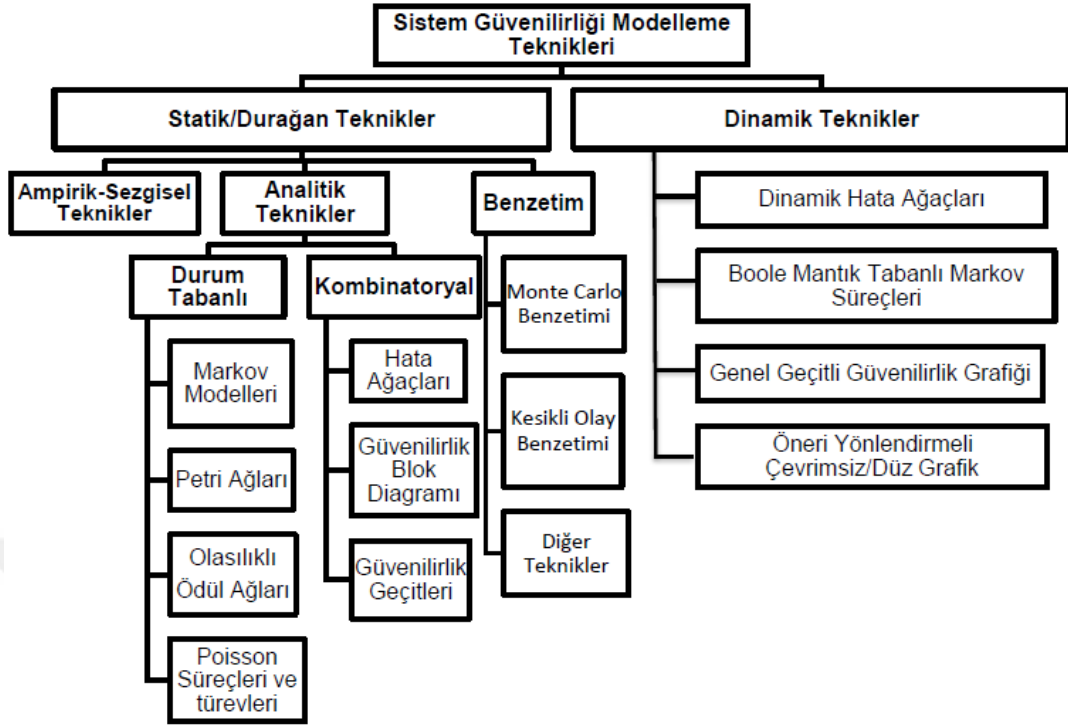 Sistem Güvenilirliği Modelleme
Teknikleri
Statik/Durağan Teknikler
Dinamik Teknikler
Ampirik-Sezgisel
Teknikler
Analitik
Teknikler
Benzetim
Durum
Tabanlı
Kombinatoryal
Markov
Modelleri
Petri Ağları
Olasılıklı
Ödül Ağları
Poisson
Süreçleri ve
türevleri
Hata
Ağaçları
Güvenilirlik
Blok
Diagramı
Güvenilirlik
Geçitleri
Monte Carlo
Benzetimi
Kesikli Olay
Benzetimi
Diğer
Teknikler
Dinamik Hata Ağaçları
Boole Mantık Tabanlı Markov
Süreçleri
Genel Geçitli Güvenilirlik Grafiği
Öneri Yönlendirmeli
Çevrimsiz/Düz Grafik